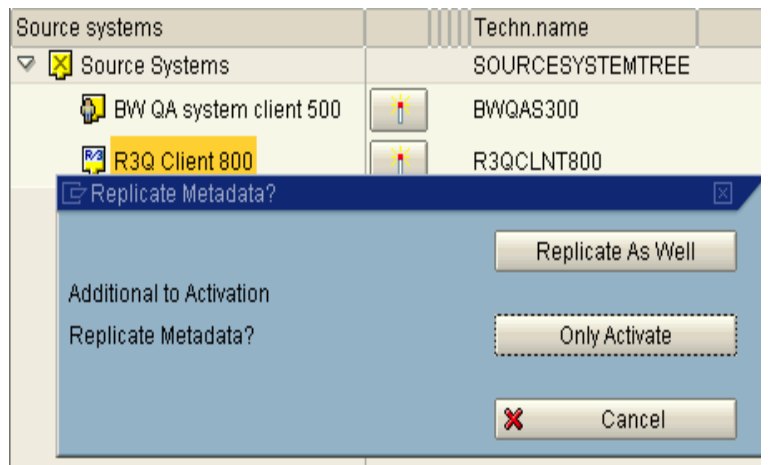 Source systems Techn.name
Source Systems SOURCESYSTEMTREE
BW QA system client 500 BWQAS300
R/3 R3Q Client 800 R3QCLNT800
Replicate Metadata?
Replicate As Well
Additional to Activation
Replicate Metadata? Only Activate
Cancel